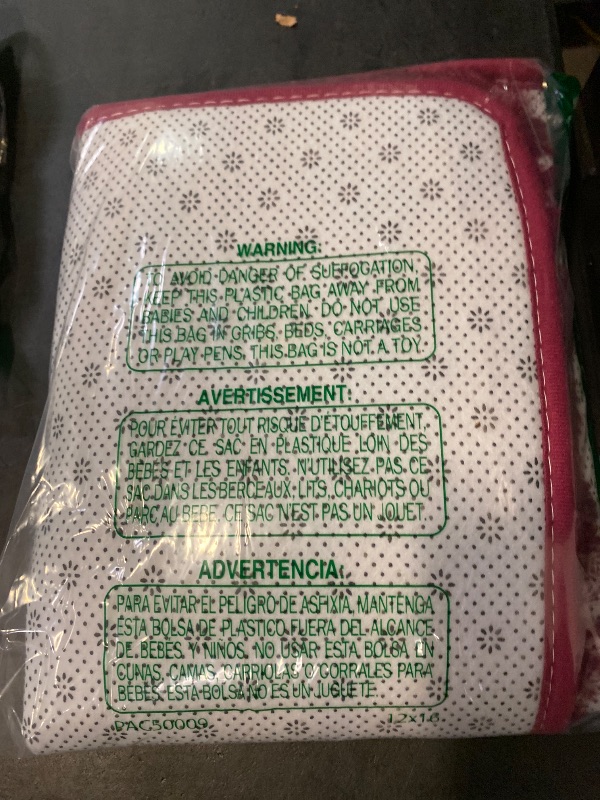 WARNING:
TO AVOID DANGER OF SUFFOGATION,
KEEP THIS PLASTIC BAG AWAY FROM
BABIES AND CHILDREN. DO NOT USE
THIS BAG IN CRIBS, BEDS, CARRIAGES
OR PLAY PENS. THIS BAG IS NOT A TOY
AVERTISSEMENT:
POUR EVITER TOUT RISQUE D'ETOUFFEMENT,
GARDEZ CE SAC EN PLASTIQUE LOIN DES
BEBES ET LES ENFANTS. N'UTILISEZ PAS CE
SAC DANS LES BERCEAUX, LITS, CHARIOTS OU
PARC AU BEBE. CE SAC N'EST PAS UN JOUET.
ADVERTENCIA:
PARA EVITAR EL PELIGRO DE ASFIXIA, MANTENGA
ESTA BOLSA DE PLASTICO FUERA DEL ALCANCE
DE BEBES Y NINOS. NO USAR ESTA BOLSA EN
CUNAS, CAMAS, CARRIOLAS O CORRALES PARA
BEBES. ESTA BOLSA NO ES UN JUGUETE.
PAC50009 12x16